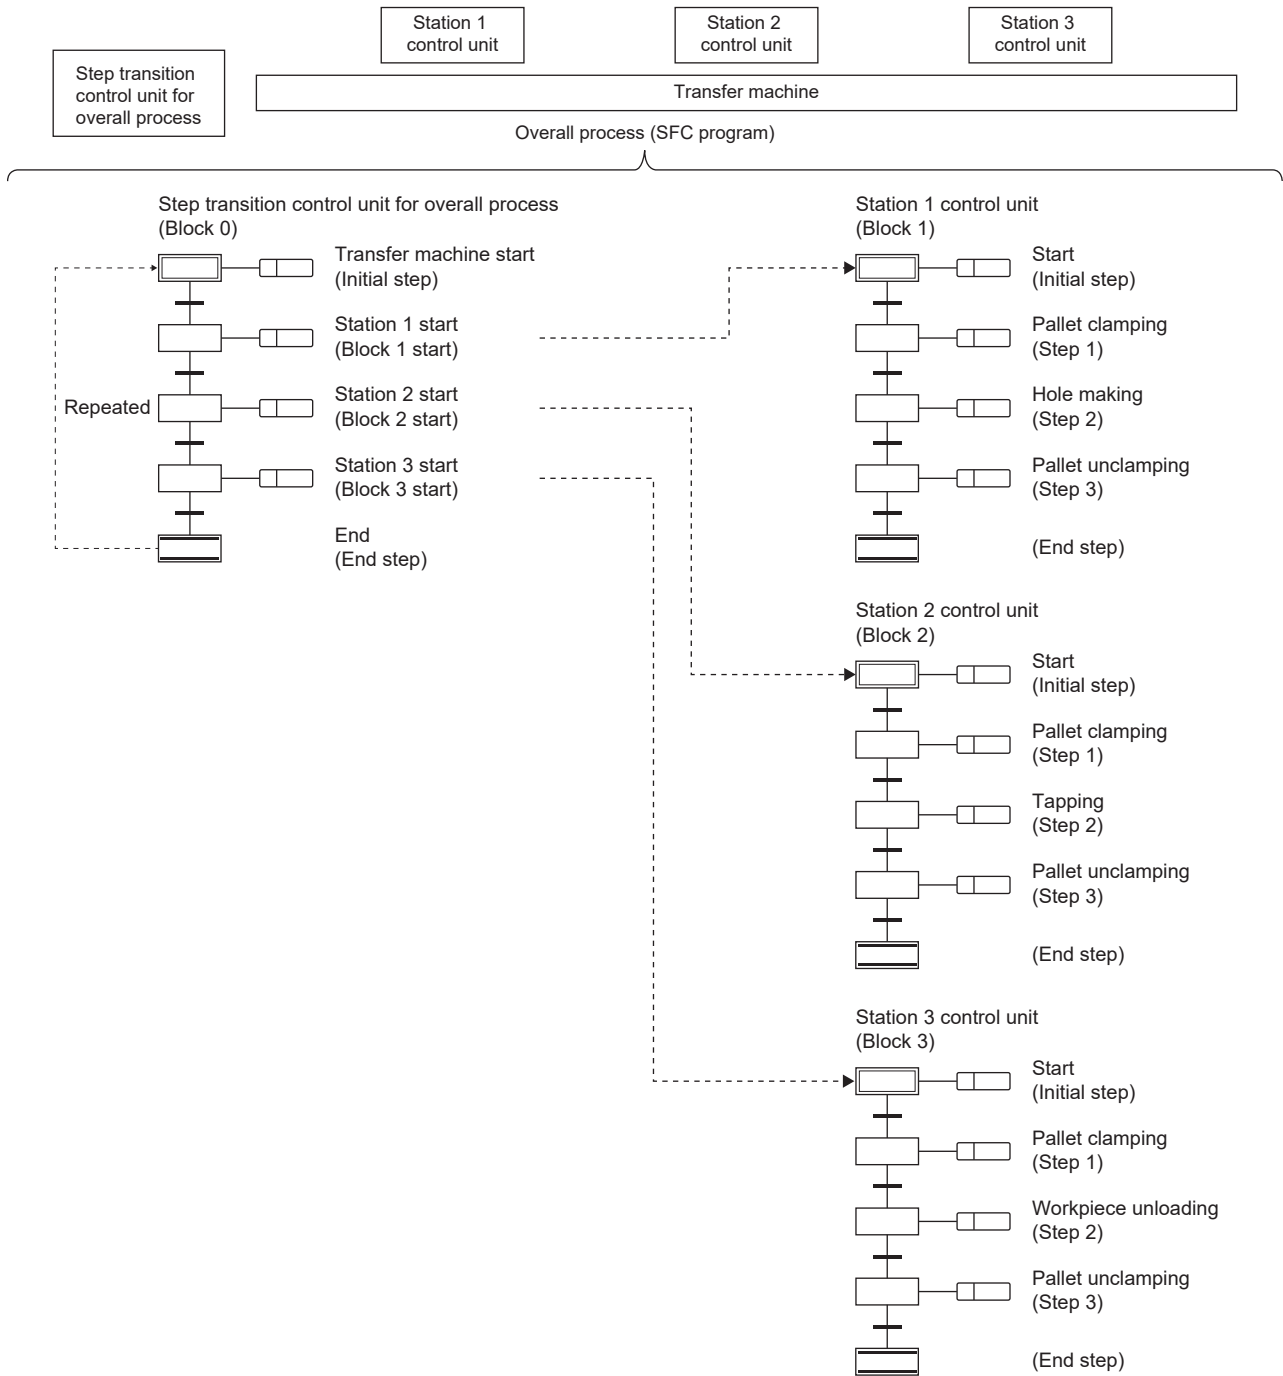 Station 1
control unit
Station 2
control unit
Station 3
control unit
Step transition
control unit for
overall process
Transfer machine
Overall process (SFC program)
Step transition control unit for overall process
(Block 0)
Transfer machine start
(Initial step)
Station 1 start
(Block 1 start)
Repeated
Station 2 start
(Block 2 start)
Station 3 start
(Block 3 start)
End
(End step)
Station 1 control unit
(Block 1)
Start
(Initial step)
Pallet clamping
(Step 1)
Hole making
(Step 2)
Pallet unclamping
(Step 3)
(End step)
Station 2 control unit
(Block 2)
Start
(Initial step)
Pallet clamping
(Step 1)
Tapping
(Step 2)
Pallet unclamping
(Step 3)
(End step)
Station 3 control unit
(Block 3)
Start
(Initial step)
Pallet clamping
(Step 1)
Workpiece unloading
(Step 2)
Pallet unclamping
(Step 3)
(End step)